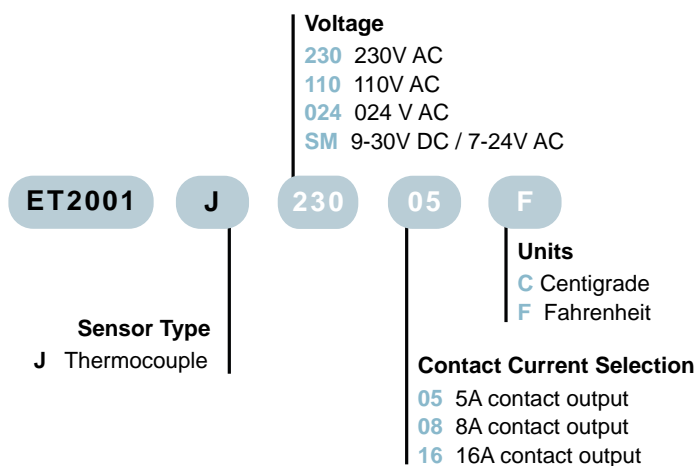 Voltage
230 230V AC
110 110V AC
024 024 V AC
SM 9-30V DC / 7-24V AC
ET2001 J 230 05 F
Units
C Centigrade
F Fahrenheit
Sensor Type
J Thermocouple
Contact Current Selection
05 5A contact output
08 8A contact output
16 16A contact output